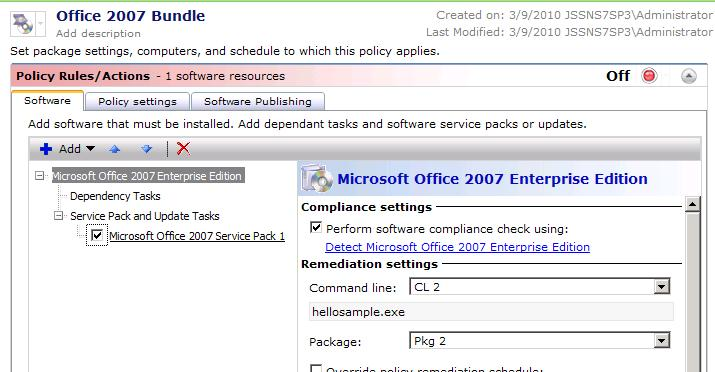 Office 2007 Bundle
Add description
Created on: 3/9/2010 JSSNS7SP3\Administrator
Last Modified: 3/9/2010 JSSNS7SP3\Administrator
Set package settings, computers, and schedule to which this policy applies.
Policy Rules/Actions - 1 software resources
Off
Software
Policy settings
Software Publishing
Add software that must be installed. Add dependant tasks and software service packs or updates.
Add
Microsoft Office 2007 Enterprise Edition
Dependency Tasks
Service Pack and Update Tasks
Microsoft Office 2007 Service Pack 1
Microsoft Office 2007 Enterprise Edition
Compliance settings
Perform software compliance check using:
Detect Microsoft Office 2007 Enterprise Edition
Remediation settings
Command line: CL 2
hellosample.exe
Package: Pkg 2
Override policy remediation schedule: